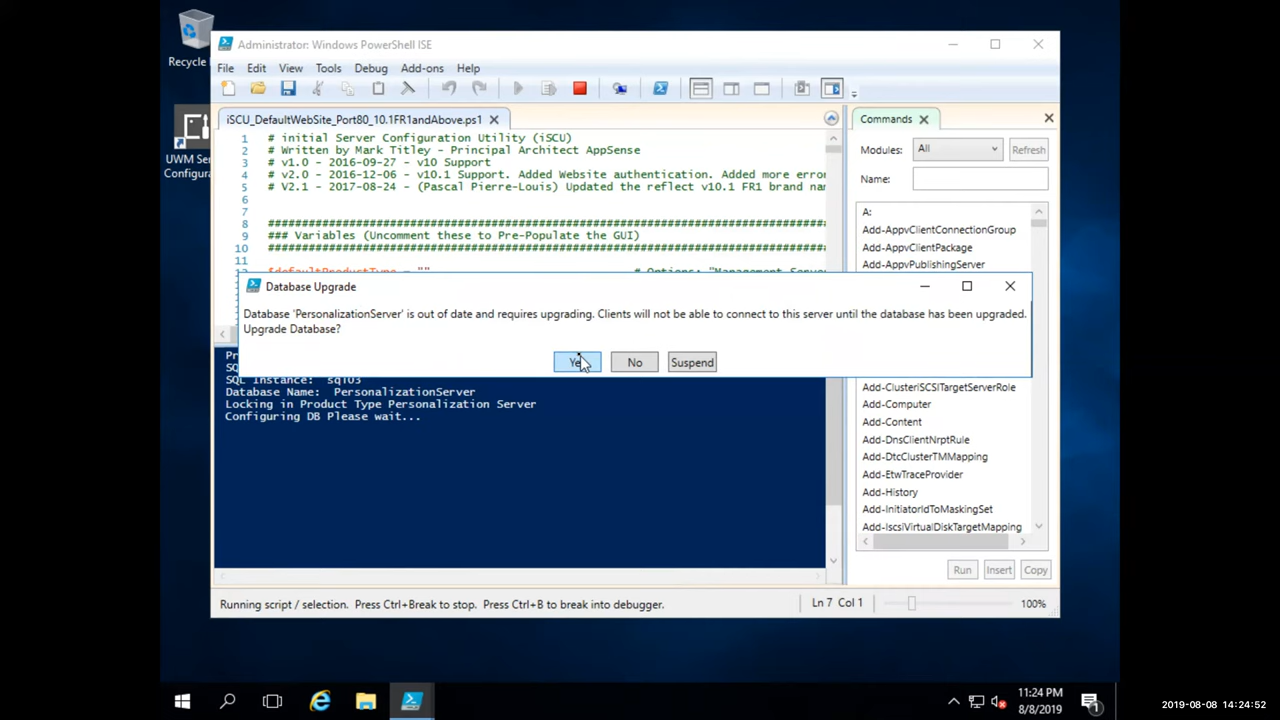 Recycle
UWM Ser
Configura
Administrator: Windows PowerShell ISE
File Edit View Tools Debug Add-ons Help
iSCU_DefaultWebSite_Port80_10.1FR1andAbove.ps1
1 # initial Server Configuration Utility (iSCU)
2 # Written by Mark Titley - Principal Architect AppSense
3 # v1.0 - 2016-09-27 - v10 Support
4 # v2.0 - 2016-12-06 - v10.1 Support. Added Website authentication. Added more error
5 # V2.1 - 2017-08-24 - (Pascal Pierre-Louis) Updated the reflect v10.1 FR1 brand nam
6
7
8 ################################################################################
9 ### Variables (Uncomment these to Pre-Populate the GUI)
10 ################################################################################
11
$defaultProductType = "" # Options: "Management Server
Database Upgrade
Database 'PersonalizationServer' is out of date and requires upgrading. Clients will not be able to connect to this server until the database has been upgraded.
Upgrade Database?
Yes No Suspend
SQL Instance: sql03
Database Name: PersonalizationServer
Locking in Product Type Personalization Server
Configuring DB Please wait...
Commands
Modules: All Refresh
Name:
A:
Add-AppvClientConnectionGroup
Add-AppvClientPackage
Add-AppvPublishingServer
Add-ClusteriSCSITargetServerRole
Add-Computer
Add-Content
Add-DnsClientNrptRule
Add-DtcClusterTMMapping
Add-EtwTraceProvider
Add-History
Add-InitiatorIdToMaskingSet
Add-IscsiVirtualDiskTargetMapping
Run Insert Copy
Running script / selection. Press Ctrl+Break to stop. Press Ctrl+B to break into debugger.
Ln 7 Col 1
100%
11:24 PM
8/8/2019
1
2019-08-08 14:24:52